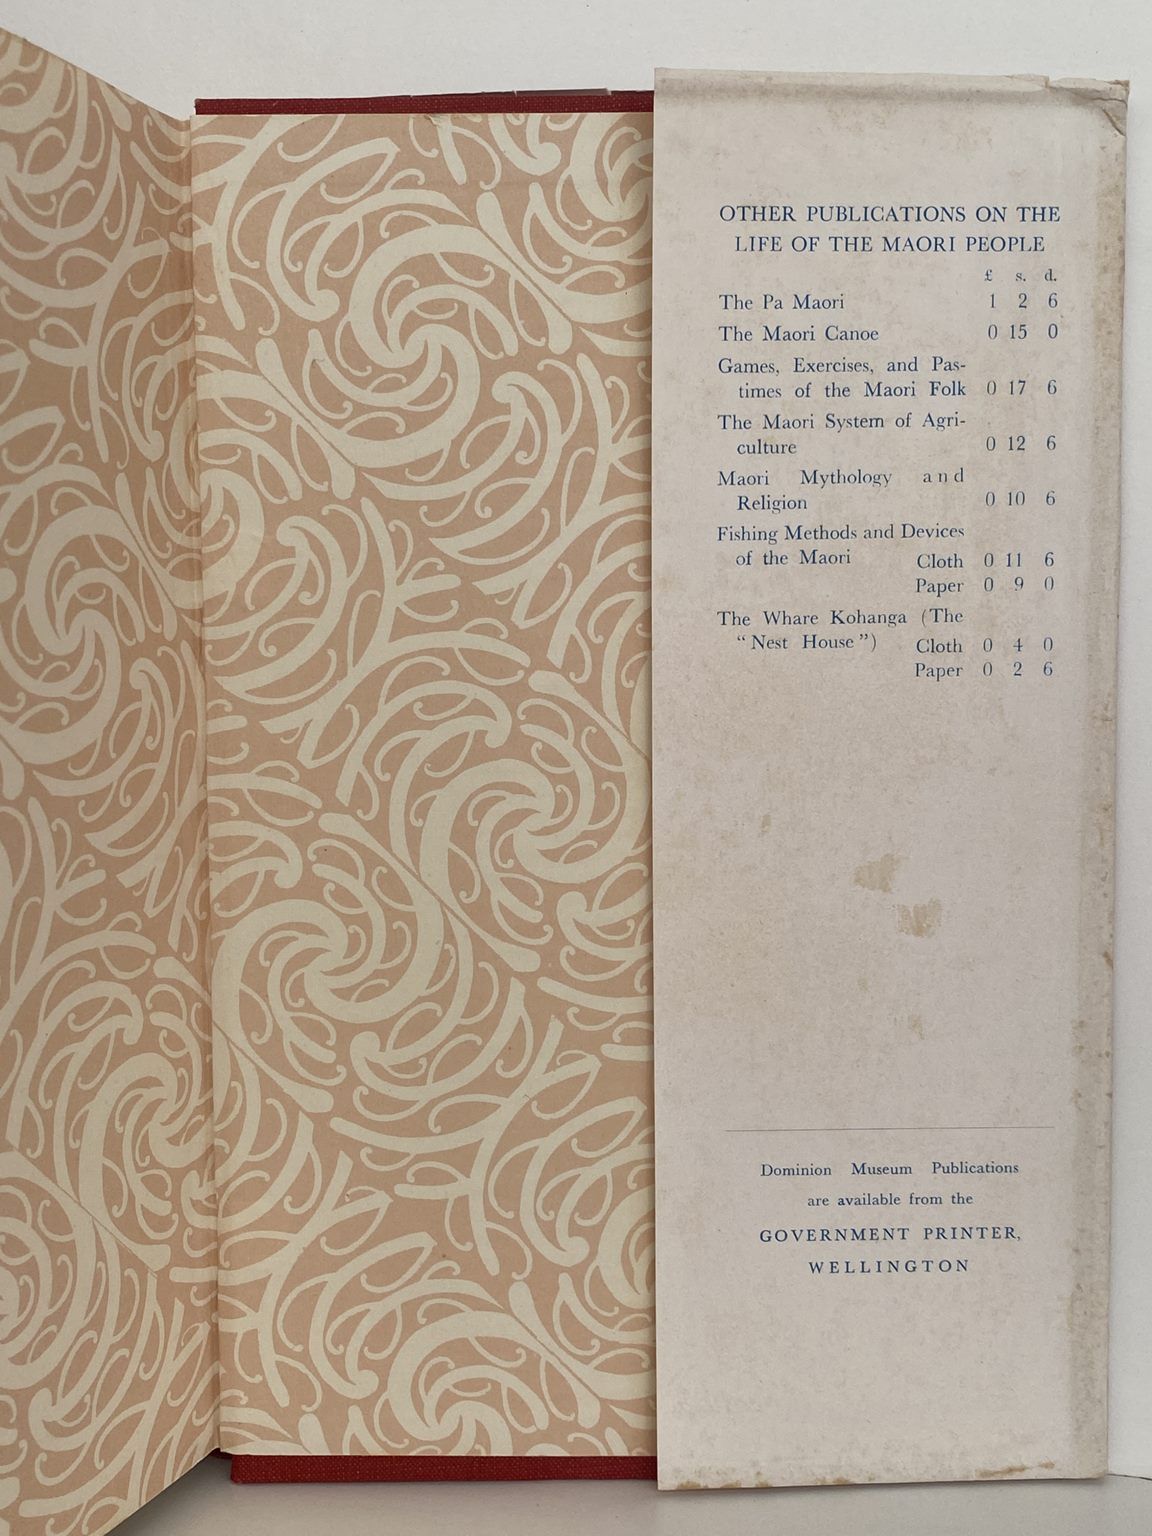 OTHER PUBLICATIONS ON THE
LIFE OF THE MAORI PEOPLE
£ s. d.
The Pa Maori 1 2 6
The Maori Canoe 0 15 0
Games, Exercises, and Pas-
times of the Maori Folk 0 17 6
The Maori System of Agri-
culture 0 12 6
Maori Mythology and
Religion 0 10 6
Fishing Methods and Devices
of the Maori Cloth 0 11 6
Paper 0 9 0
The Whare Kohanga (The
“Nest House”) Cloth 0 4 0
Paper 0 2 6
Dominion Museum Publications
are available from the
GOVERNMENT PRINTER,
WELLINGTON